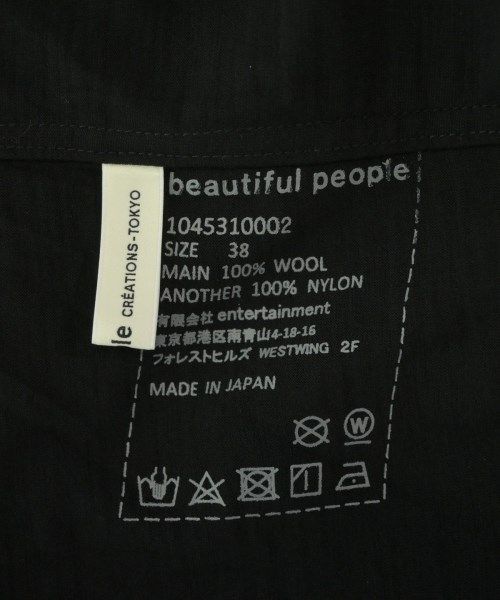 beautiful people
1045310002
SIZE 38
MAIN 100% WOOL
ANOTHER 100% NYLON
有限会社 entertainment
東京都港区南青山4-18-16
フォレストヒルズ WESTWING 2F
MADE IN JAPAN
W
le CRÉATIONS-TOKYO